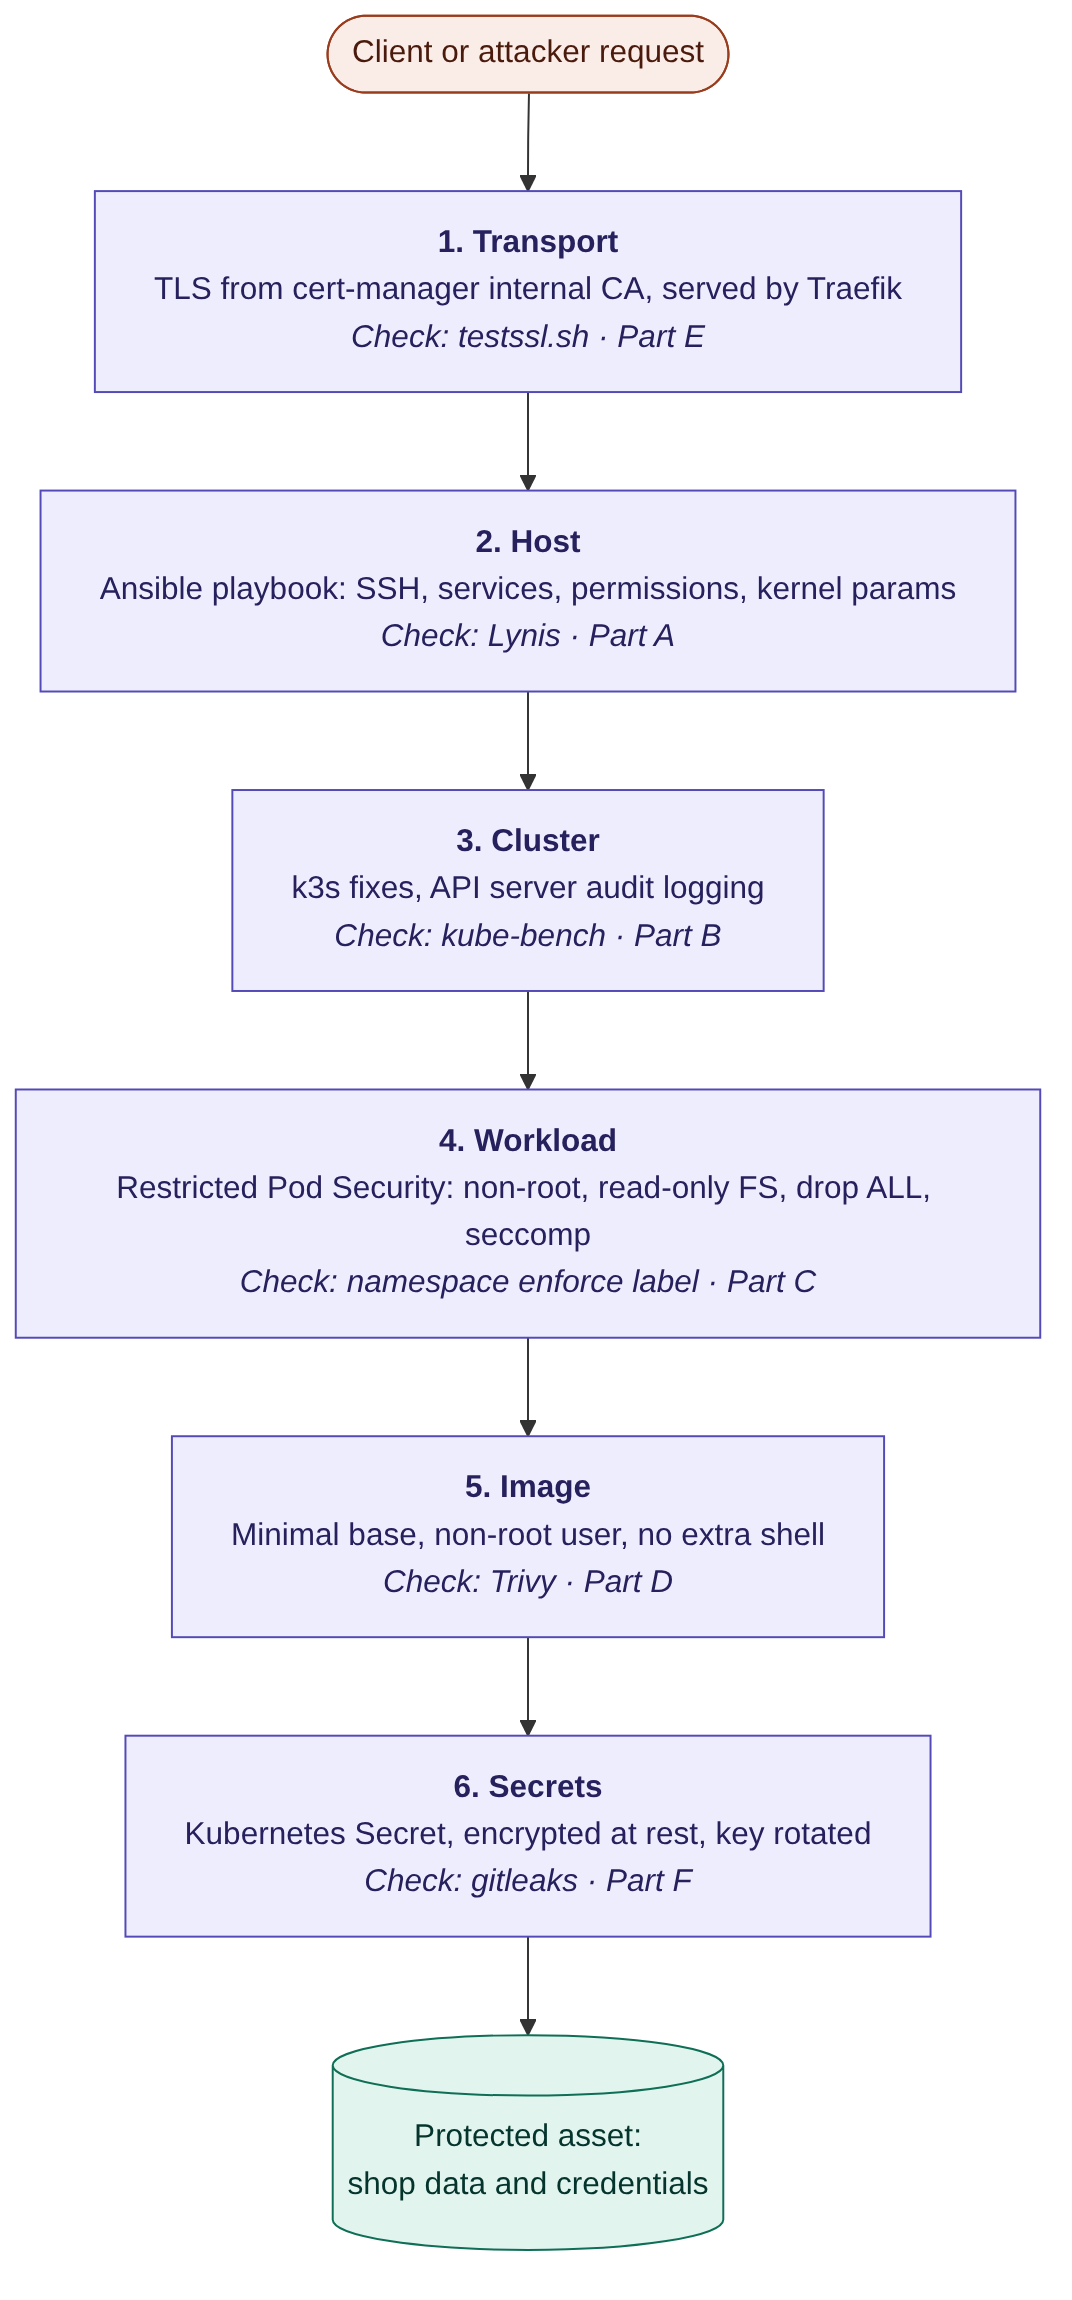 Client or attacker request
1. Transport
TLS from cert-manager internal CA, served by Traefik
Check: testssl.sh · Part E
2. Host
Ansible playbook: SSH, services, permissions, kernel params
Check: Lynis · Part A
3. Cluster
k3s fixes, API server audit logging
Check: kube-bench · Part B
4. Workload
Restricted Pod Security: non-root, read-only FS, drop ALL,
seccomp
Check: namespace enforce label · Part C
5. Image
Minimal base, non-root user, no extra shell
Check: Trivy · Part D
6. Secrets
Kubernetes Secret, encrypted at rest, key rotated
Check: gitleaks · Part F
Protected asset:
shop data and credentials